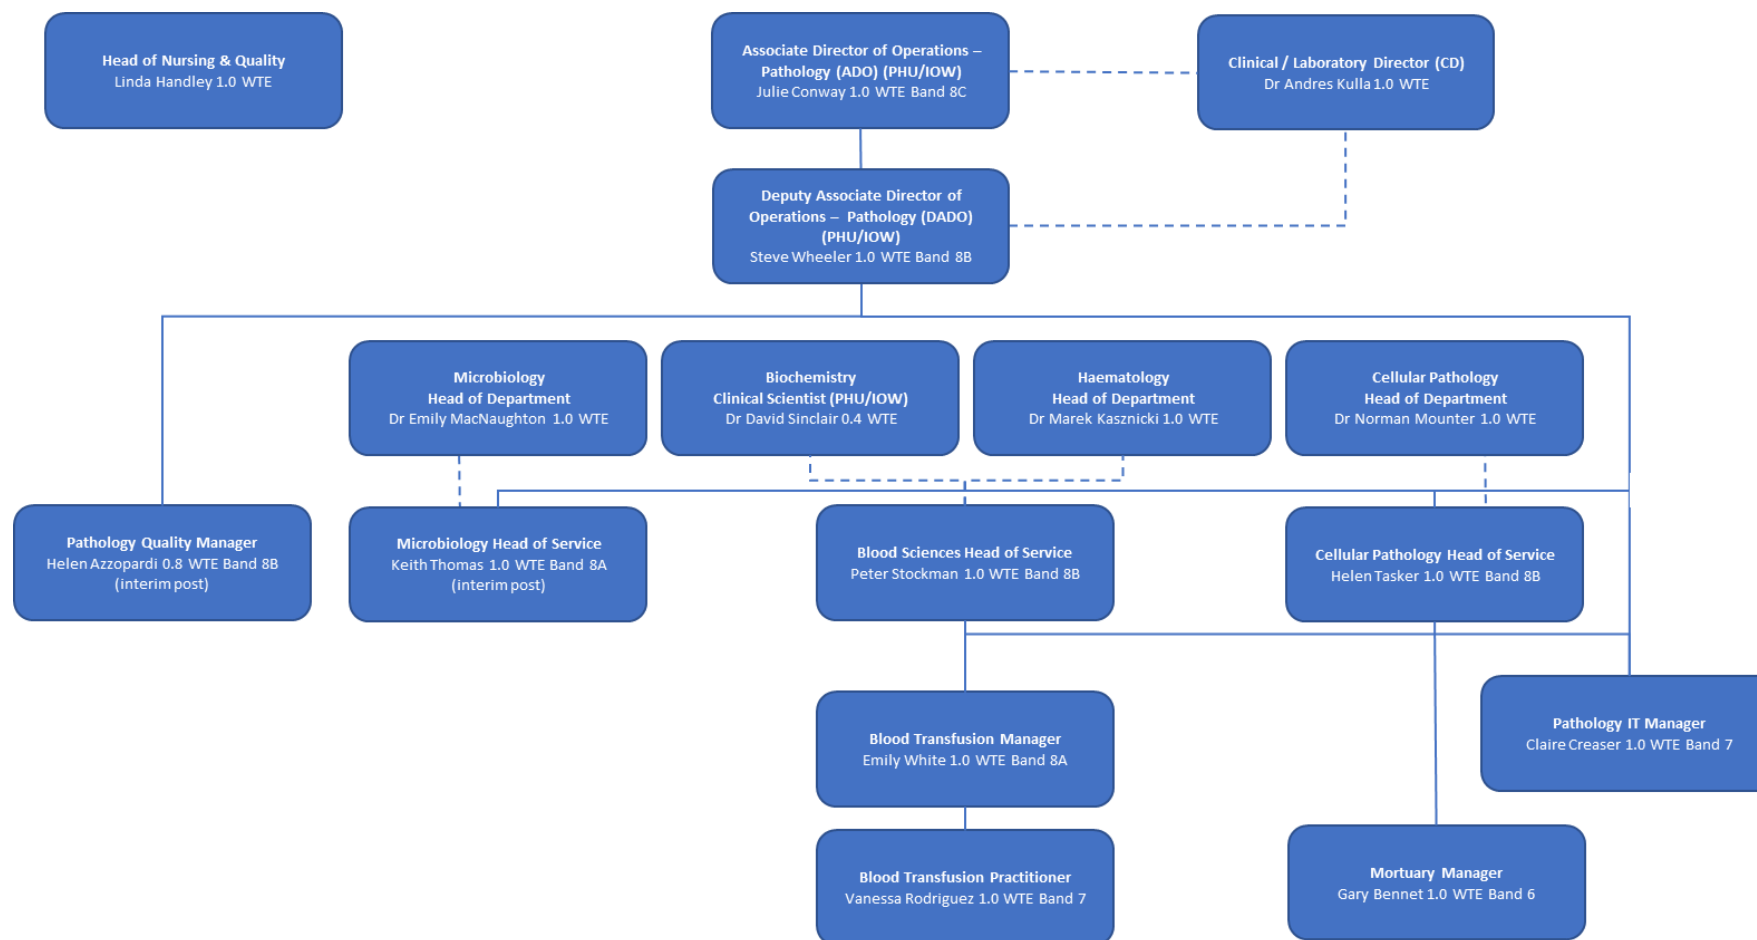 Head of Nursing & Quality
Linda Handley 1.0 WTE
Associate Director of Operations –
Pathology (ADO) (PHU/IOW)
Julie Conway 1.0 WTE Band 8C
Clinical / Laboratory Director (CD)
Dr Andres Kulla 1.0 WTE
Deputy Associate Director of
Operations – Pathology (DADO)
(PHU/IOW)
Steve Wheeler 1.0 WTE Band 8B
Microbiology
Head of Department
Dr Emily MacNaughton 1.0 WTE
Biochemistry
Clinical Scientist (PHU/IOW)
Dr David Sinclair 0.4 WTE
Haematology
Head of Department
Dr Marek Kasznicki 1.0 WTE
Cellular Pathology
Head of Department
Dr Norman Mounter 1.0 WTE
Pathology Quality Manager
Helen Azzopardi 0.8 WTE Band 8B
(interim post)
Microbiology Head of Service
Keith Thomas 1.0 WTE Band 8A
(interim post)
Blood Sciences Head of Service
Peter Stockman 1.0 WTE Band 8B
Cellular Pathology Head of Service
Helen Tasker 1.0 WTE Band 8B
Blood Transfusion Manager
Emily White 1.0 WTE Band 8A
Pathology IT Manager
Claire Creaser 1.0 WTE Band 7
Blood Transfusion Practitioner
Vanessa Rodriguez 1.0 WTE Band 7
Mortuary Manager
Gary Bennet 1.0 WTE Band 6